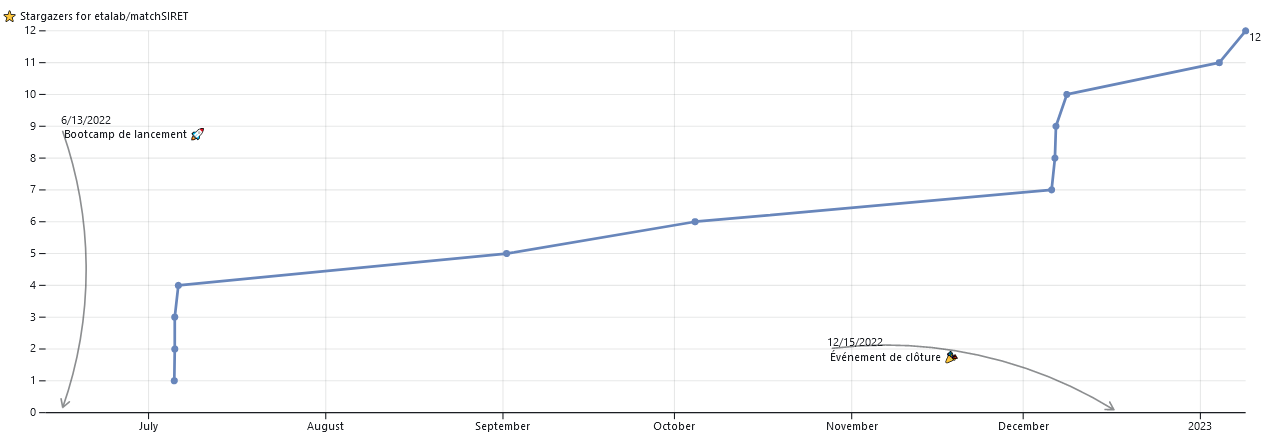 ⭐ Stargazers for etalab/matchSIRET
12
11
10
9
8
7
6
5
4
3
2
1
0
12
6/13/2022
Bootcamp de lancement 🚀
12/15/2022
Événement de clôture 🎉
July
August
September
October
November
December
2023